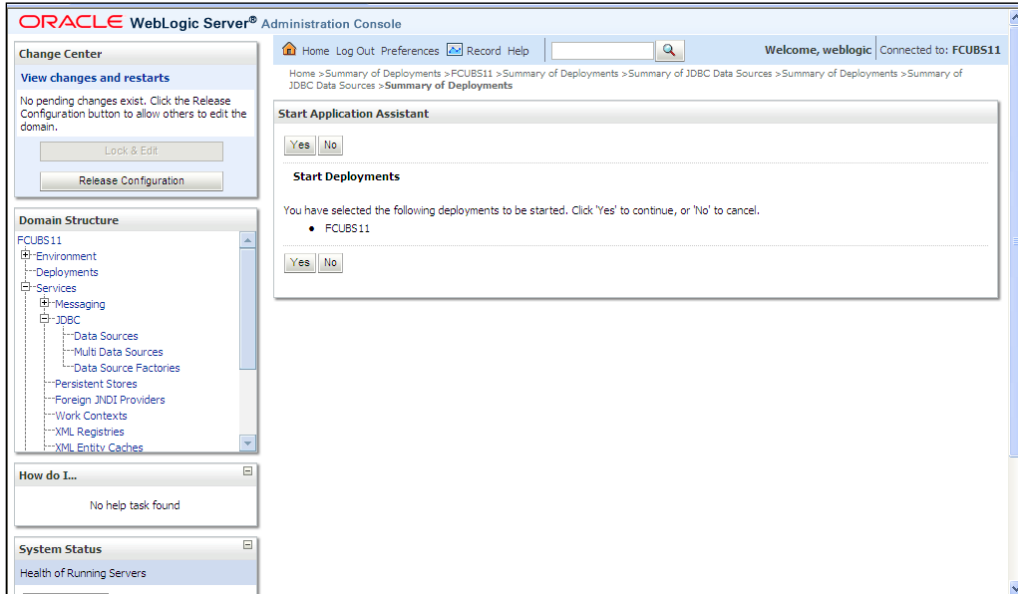 ORACLE WebLogic Server® Administration Console
Change Center
View changes and restarts
No pending changes exist. Click the Release
Configuration button to allow others to edit the
domain.
Lock & Edit
Release Configuration
Domain Structure
FCUBS11
Environment
Deployments
Services
Messaging
JDBC
Data Sources
Multi Data Sources
Data Source Factories
Persistent Stores
Foreign JNDI Providers
Work Contexts
XML Registries
XML Entity Caches
How do I...
No help task found
System Status
Health of Running Servers
Home Log Out Preferences Record Help
Welcome, weblogic Connected to: FCUBS11
Home >Summary of Deployments >FCUBS11 >Summary of Deployments >Summary of JDBC Data Sources >Summary of Deployments >Summary of
JDBC Data Sources >Summary of Deployments
Start Application Assistant
Yes No
Start Deployments
You have selected the following deployments to be started. Click 'Yes' to continue, or 'No' to cancel.
• FCUBS11
Yes No